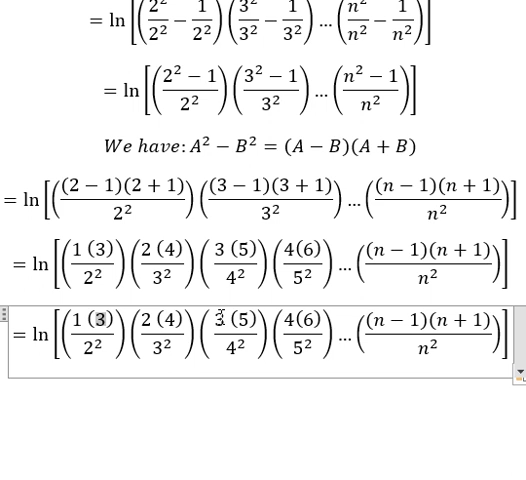 = ln [(2²/2² − 1/2²)(3²/3² − 1/3²)...(n²/n² − 1/n²)]
= ln [((2² − 1)/2²)((3² − 1)/3²)...((n² − 1)/n²)]
We have: A² − B² = (A − B)(A + B)
= ln [((2 − 1)(2 + 1)/2²)((3 − 1)(3 + 1)/3²)...((n − 1)(n + 1)/n²)]
= ln [(1 (3)/2²)(2 (4)/3²)(3 (5)/4²)(4(6)/5²)...((n − 1)(n + 1)/n²)]
= ln [(1 (3)/2²)(2 (4)/3²)(3 (5)/4²)(4(6)/5²)...((n − 1)(n + 1)/n²)]